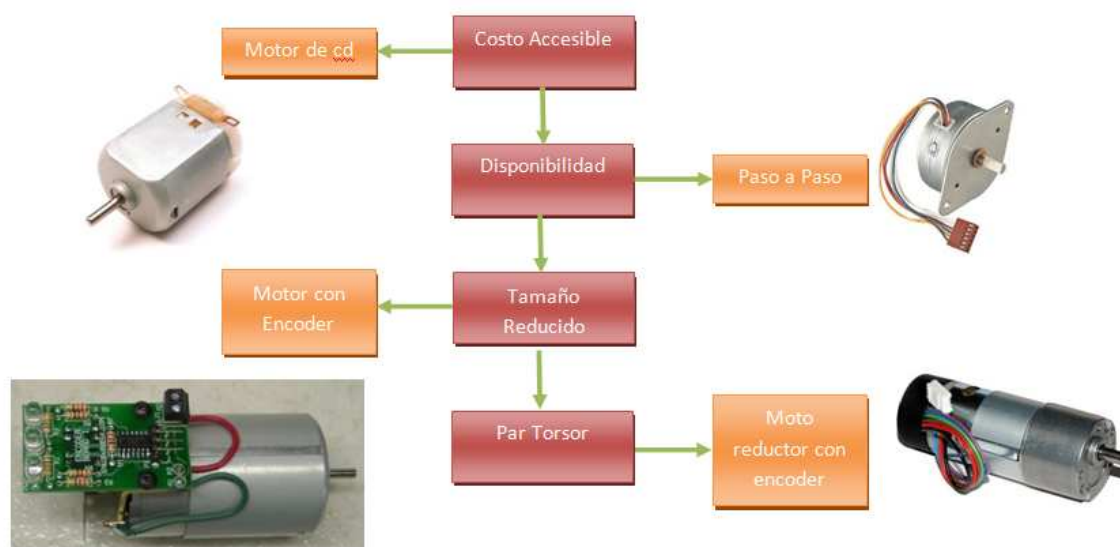 Costo Accesible
Motor de cd
Disponibilidad
Paso a Paso
Tamaño
Reducido
Motor con
Encoder
Par Torsor
Moto
reductor con
encoder